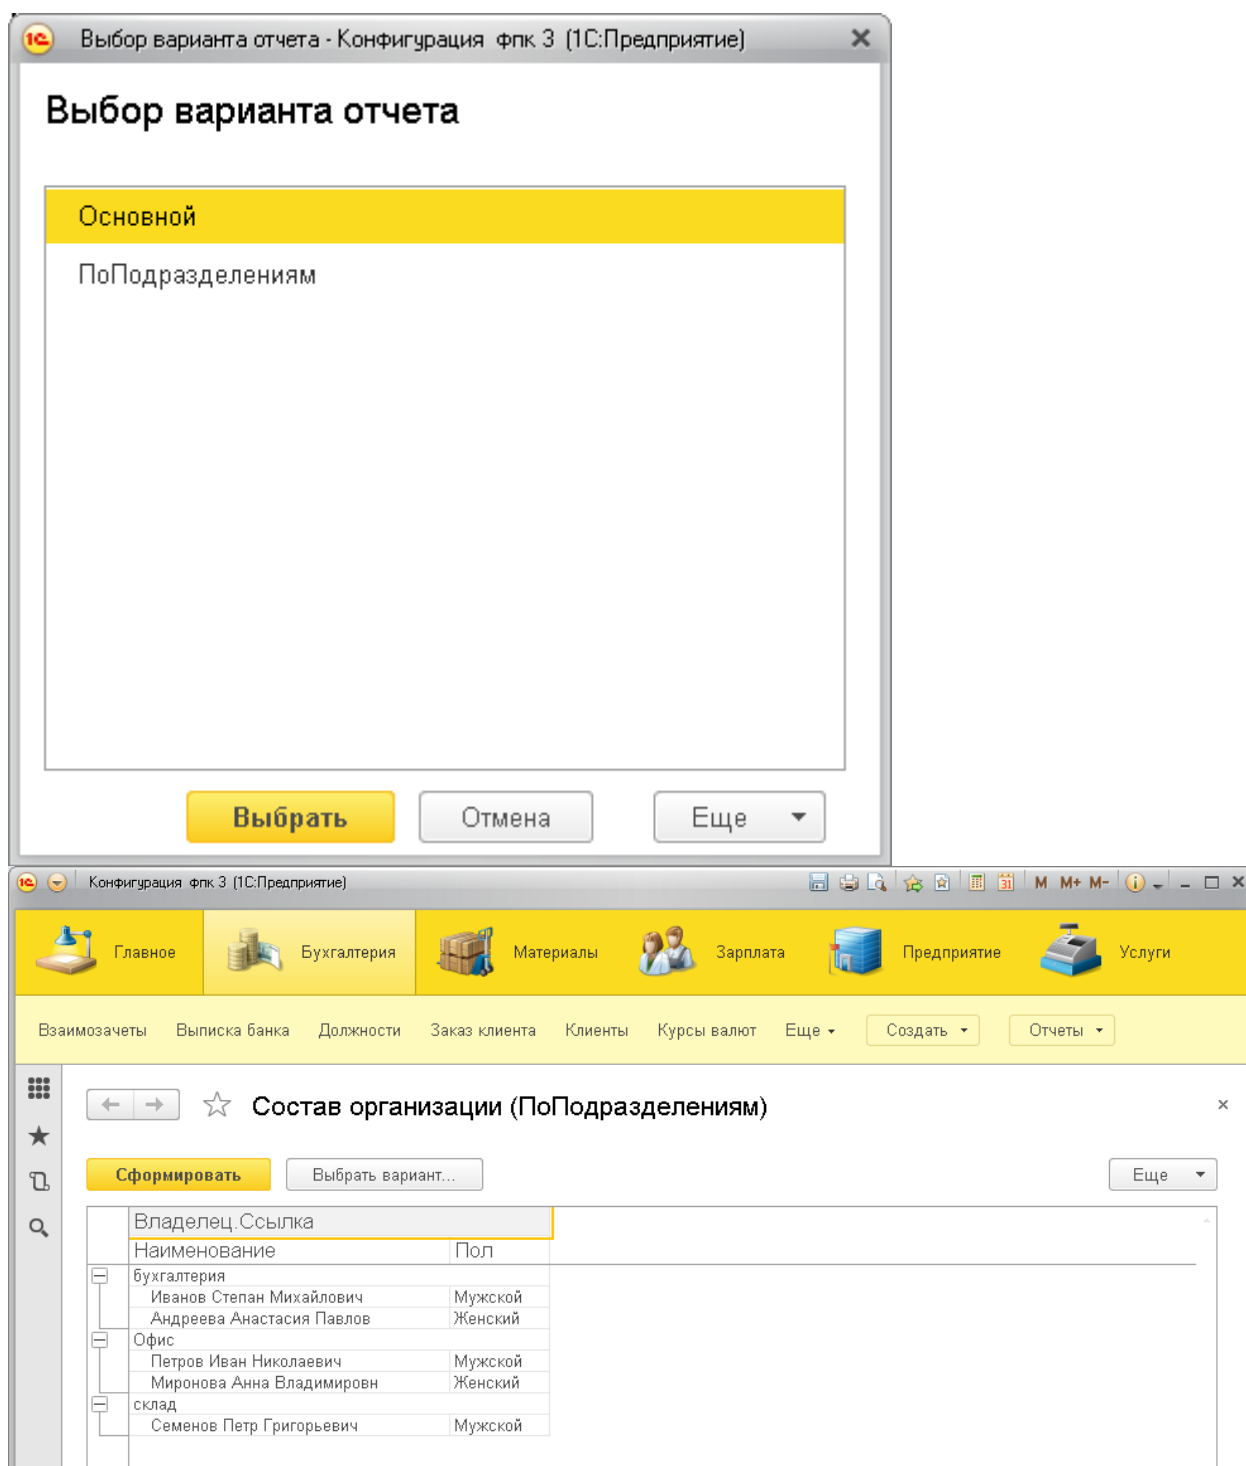 Выбор варианта отчета - Конфигурация фпк 3 (1С:Предприятие)
Выбор варианта отчета
Основной
ПоПодразделениям
Выбрать Отмена Еще
Конфигурация фпк 3 (1С:Предприятие) 31 M M+ M-
Главное Бухгалтерия Материалы Зарплата Предприятие Услуги
Взаимозачеты Выписка банка Должности Заказ клиента Клиенты Курсы валют Еще Создать Отчеты
Состав организации (ПоПодразделениям)
Сформировать Выбрать вариант... Еще
Владелец.Ссылка
Наименование Пол
бухгалтерия
Иванов Степан Михайлович Мужской
Андреева Анастасия Павлов Женский
Офис
Петров Иван Николаевич Мужской
Миронова Анна Владимировн Женский
склад
Семенов Петр Григорьевич Мужской